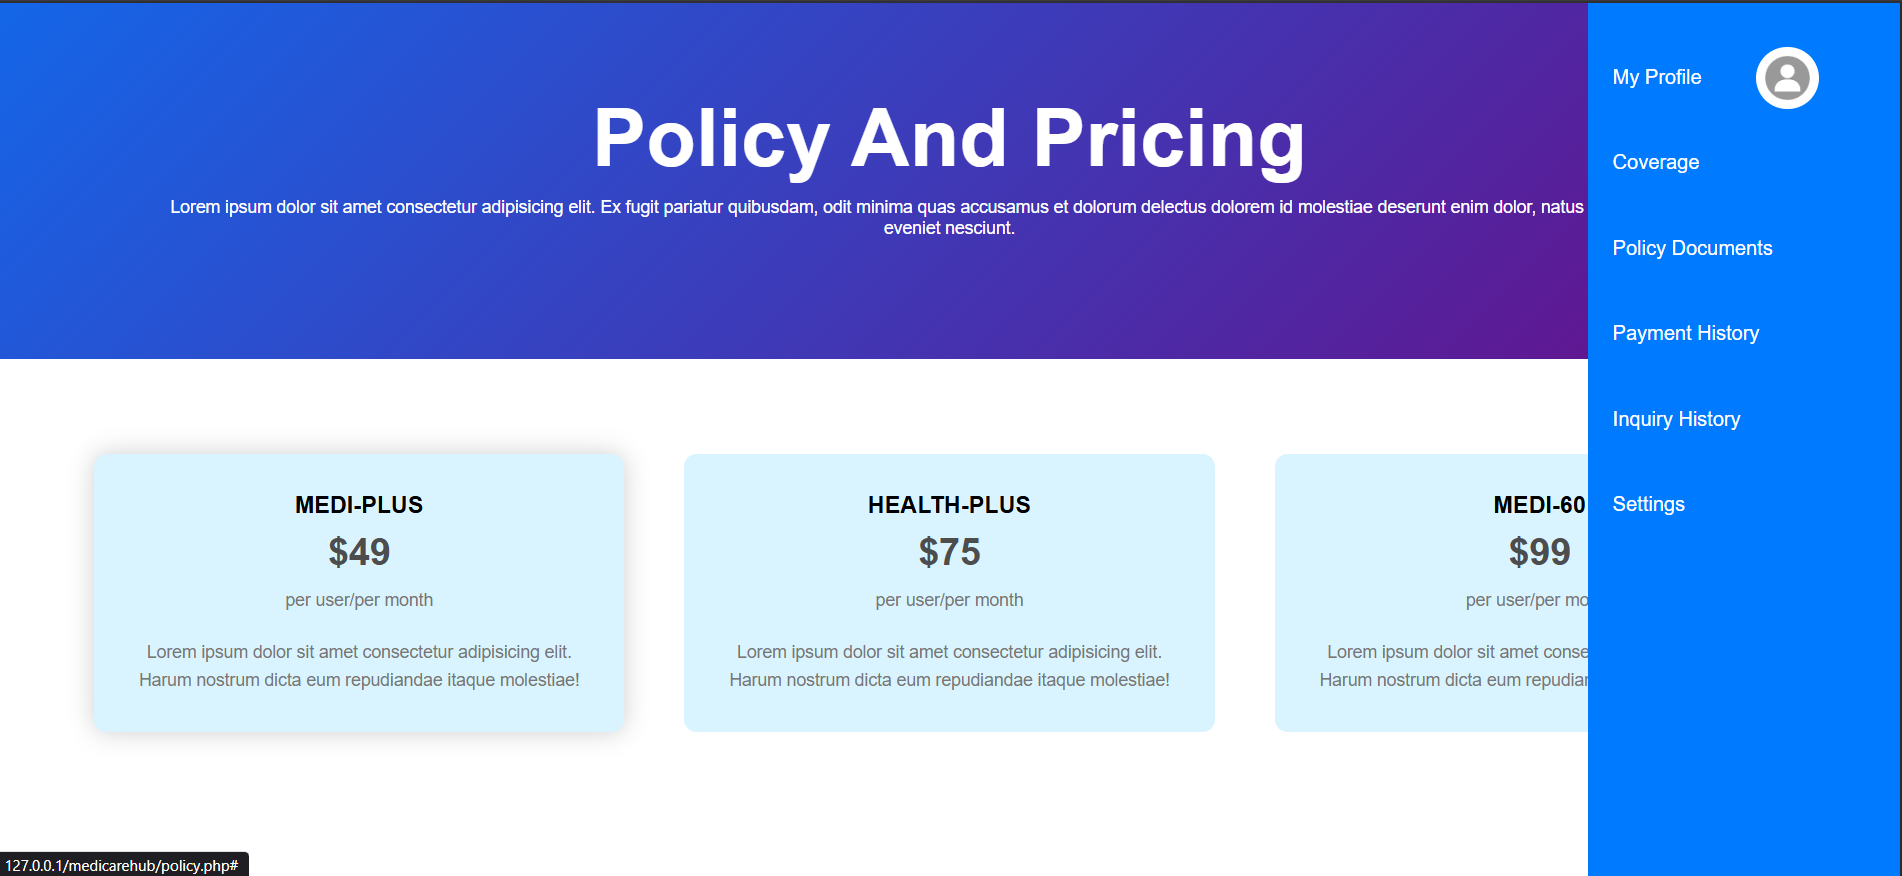 Policy And Pricing
Lorem ipsum dolor sit amet consectetur adipisicing elit. Ex fugit pariatur quibusdam, odit minima quas accusamus et dolorum delectus dolorem id molestiae deserunt enim dolor, natus
eveniet nesciunt.
My Profile
Coverage
Policy Documents
Payment History
Inquiry History
Settings
MEDI-PLUS
$49
per user/per month
Lorem ipsum dolor sit amet consectetur adipisicing elit.
Harum nostrum dicta eum repudiandae itaque molestiae!
HEALTH-PLUS
$75
per user/per month
Lorem ipsum dolor sit amet consectetur adipisicing elit.
Harum nostrum dicta eum repudiandae itaque molestiae!
MEDI-60
$99
per user/per mo
Lorem ipsum dolor sit amet conse
Harum nostrum dicta eum repudiar
127.0.0.1/medicarehub/policy.php#